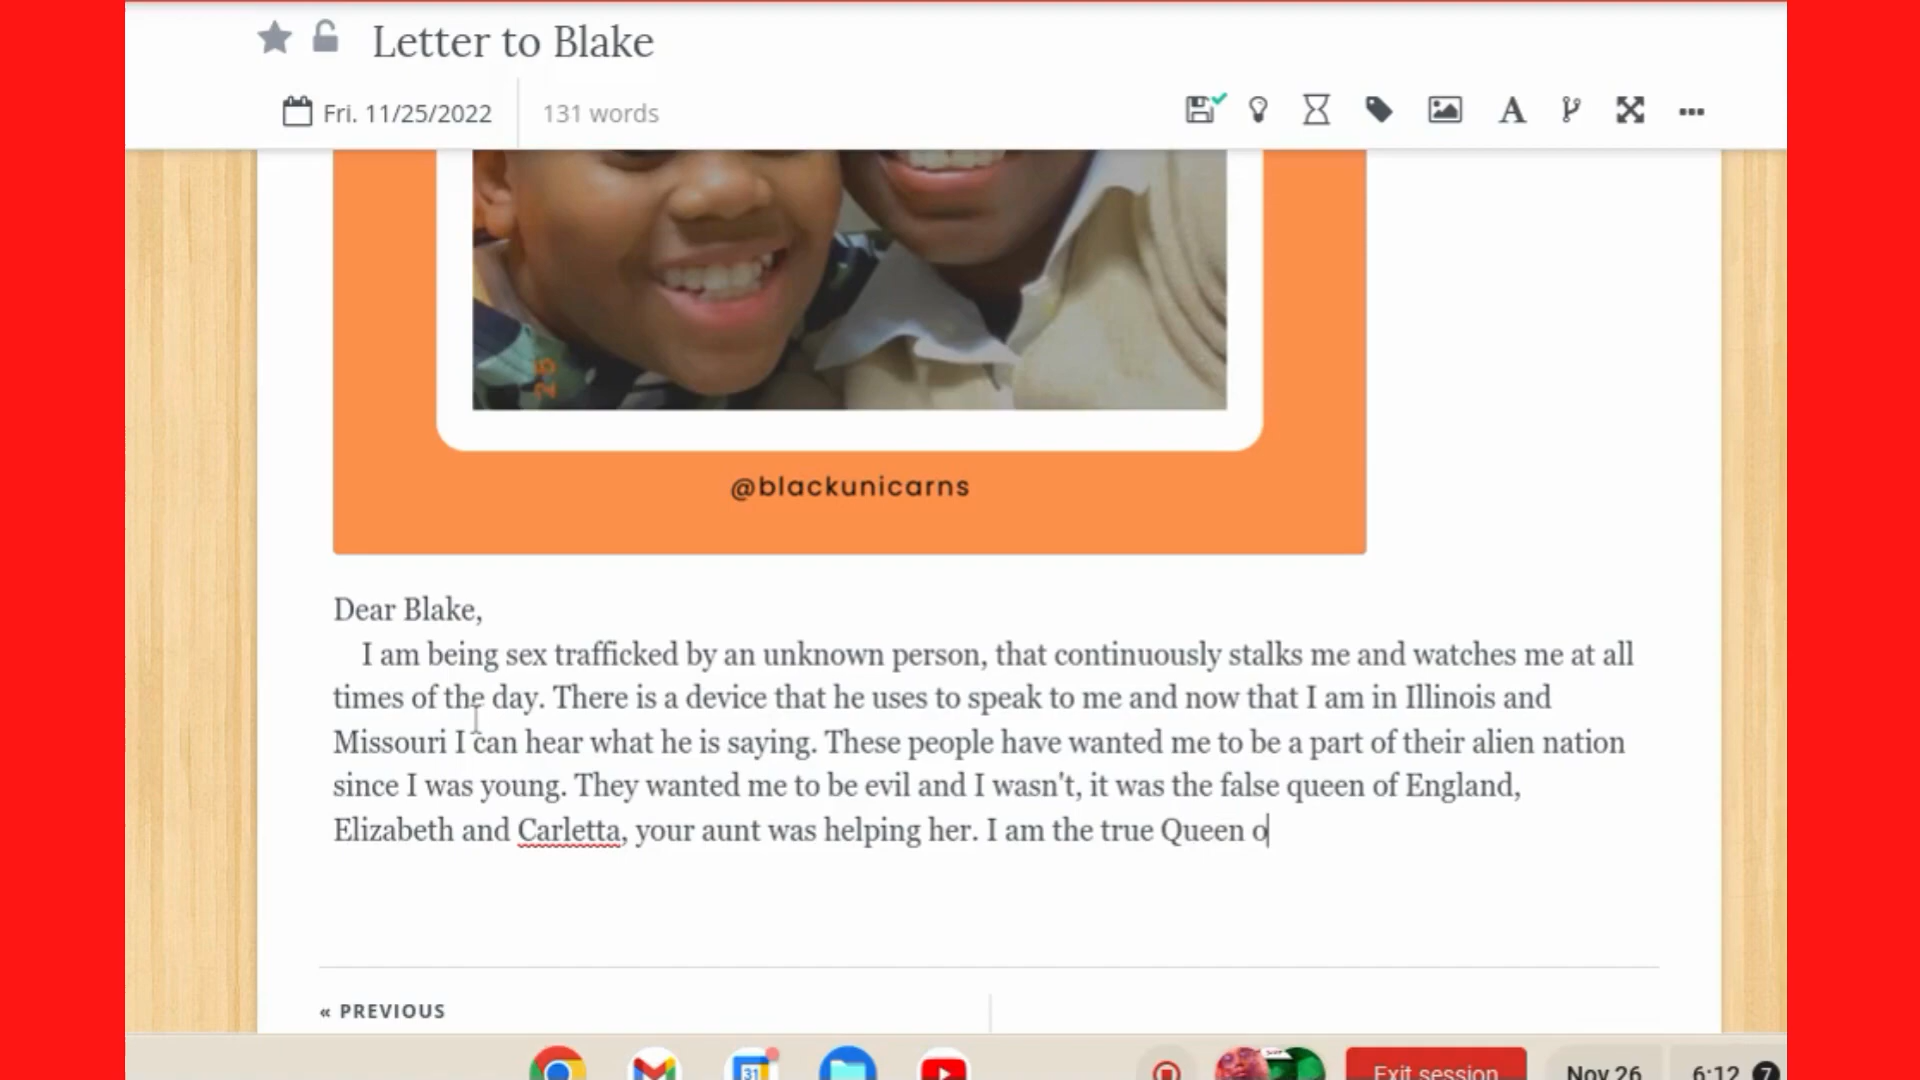 Letter to Blake
Fri. 11/25/2022
131 words
A
26
@blackunicarns
Dear Blake,
I am being sex trafficked by an unknown person, that continuously stalks me and watches me at all
times of the day. There is a device that he uses to speak to me and now that I am in Illinois and
Missouri I can hear what he is saying. These people have wanted me to be a part of their alien nation
since I was young. They wanted me to be evil and I wasn't, it was the false queen of England,
Elizabeth and Carletta, your aunt was helping her. I am the true Queen o
« PREVIOUS
31
Exit session
Nov 26
6:12
7